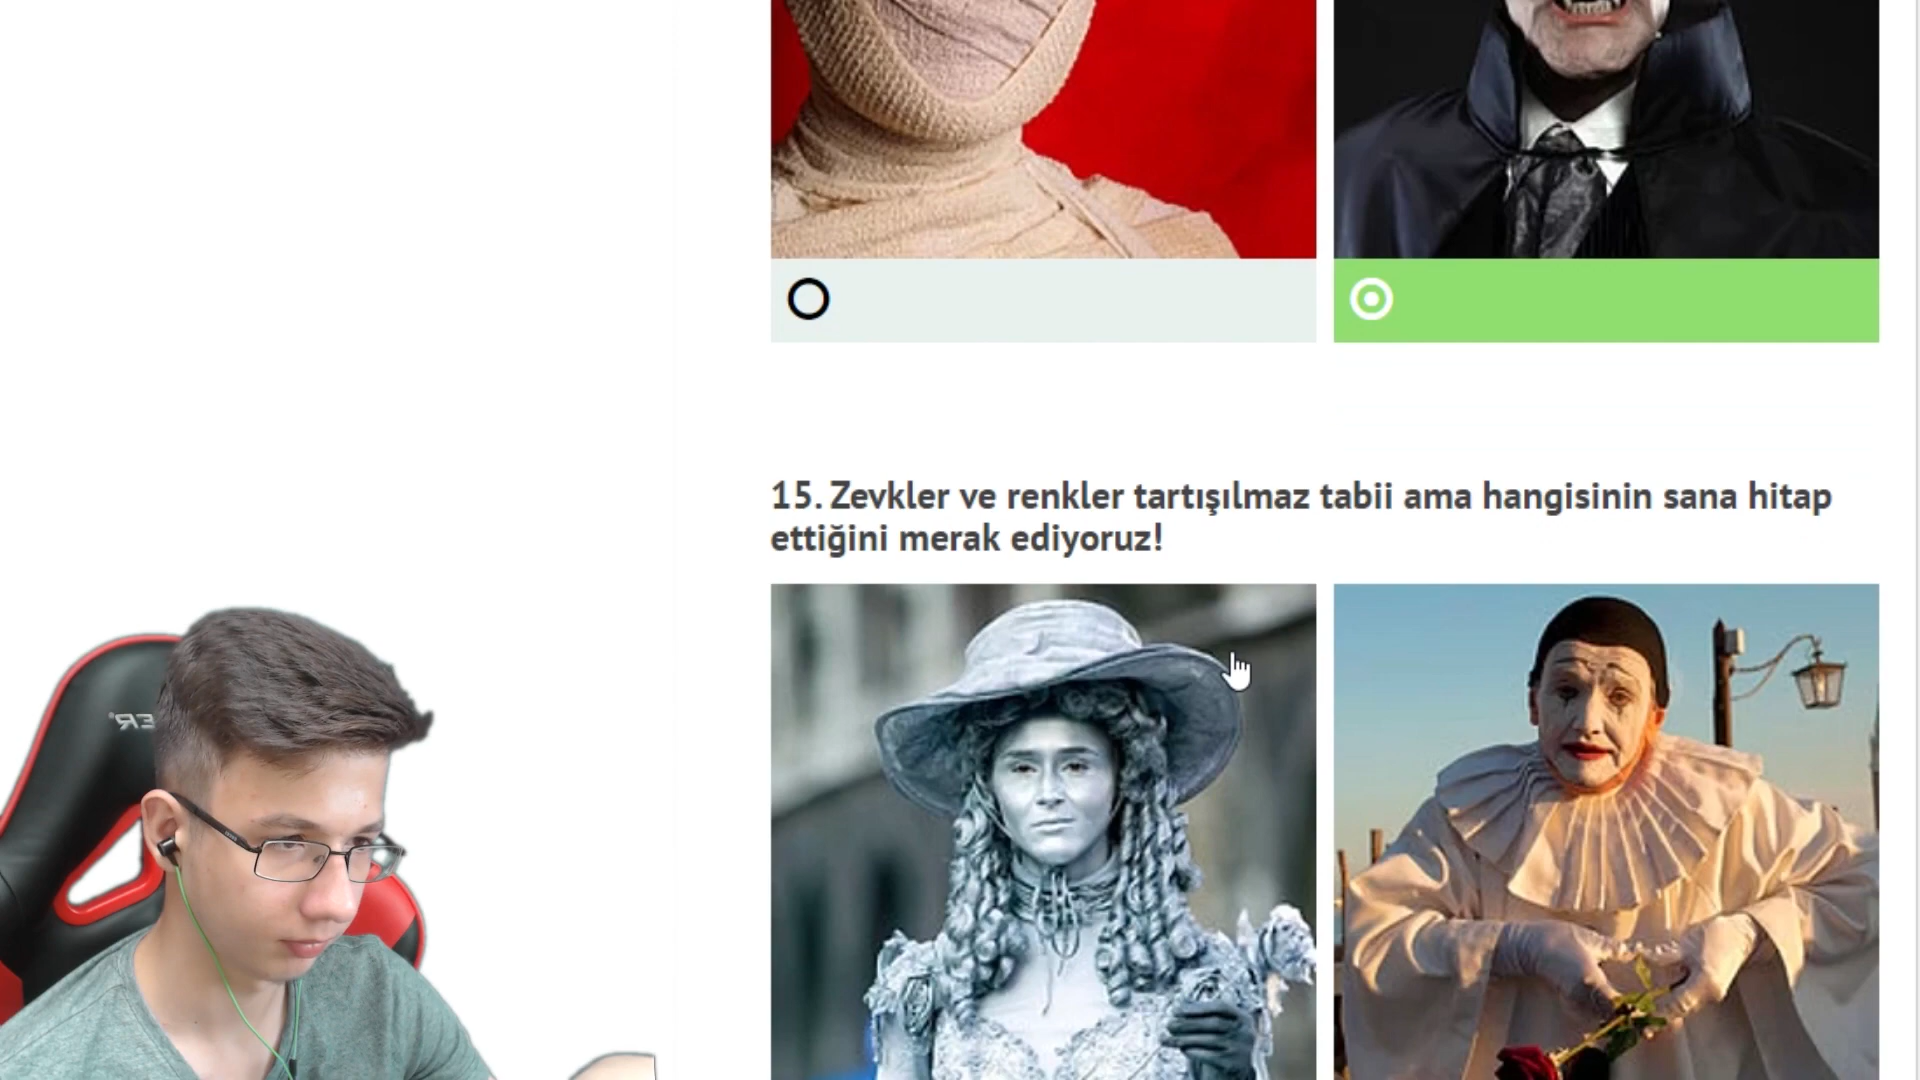 15. Zevkler ve renkler tartışılmaz tabii ama hangisinin sana hitap
ettiğini merak ediyoruz!